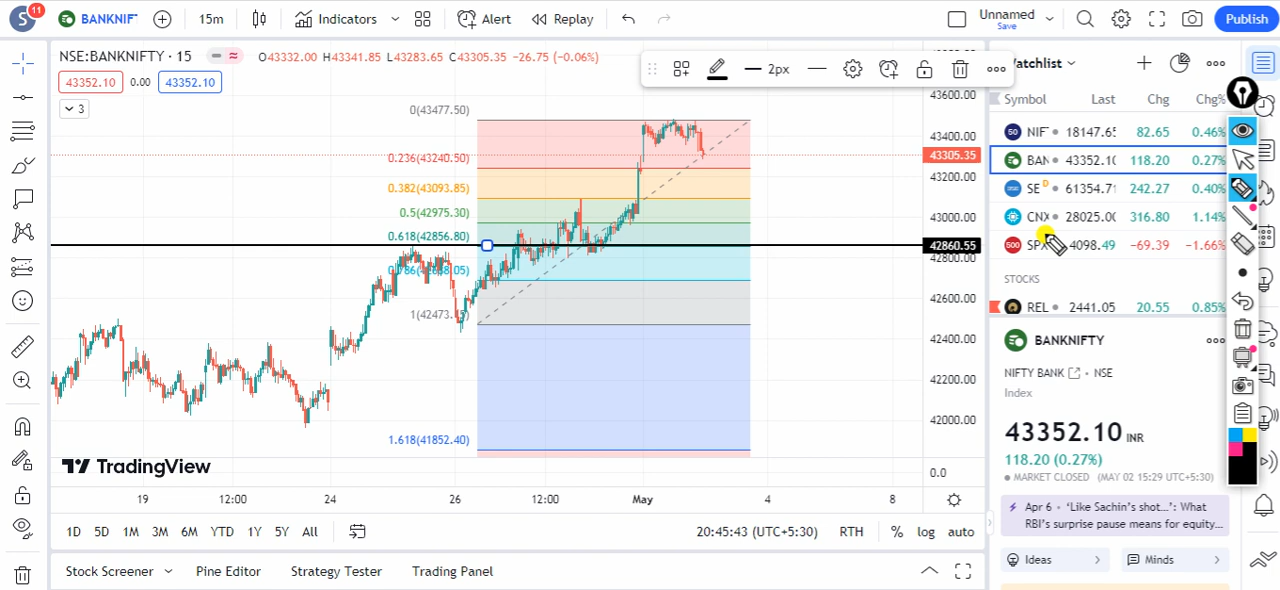 S 11 BANKNIF 15m Indicators Alert Replay Unnamed Save Publish
NSE:BANKNIFTY · 15 O43332.00 H43341.85 L43283.65 C43305.35 -26.75 (-0.06%)
43352.10 0.00 43352.10
3
2px
43600.00
43400.00
43305.35
43200.00
43000.00
42860.55
42800.00
42600.00
42400.00
42200.00
42000.00
0.0
0(43477.50)
0.236(43240.50)
0.382(43093.85)
0.5(42975.30)
0.618(42856.80)
1.618(41852.40)
TradingView
19 12:00 24 26 12:00 May 4 8
1D 5D 1M 3M 6M YTD 1Y 5Y All 20:45:43 (UTC+5:30) RTH % log auto
Stock Screener Pine Editor Strategy Tester Trading Panel
Watchlist
Symbol Last Chg Chg%
50 NIF 18147.65 82.65 0.46%
BAN 43352.10 118.20 0.27%
SE D 61354.71 242.27 0.40%
CNX 28025.00 316.80 1.14%
500 SPX 4098.49 -69.39 -1.66%
STOCKS
REL 2441.05 20.55 0.85%
BANKNIFTY
NIFTY BANK • NSE
Index
43352.10 INR
118.20 (0.27%)
MARKET CLOSED (MAY 02 15:29 UTC+5:30)
Apr 6 • ‘Like Sachin's shot...’: What
RBI's surprise pause means for equity...
Ideas Minds